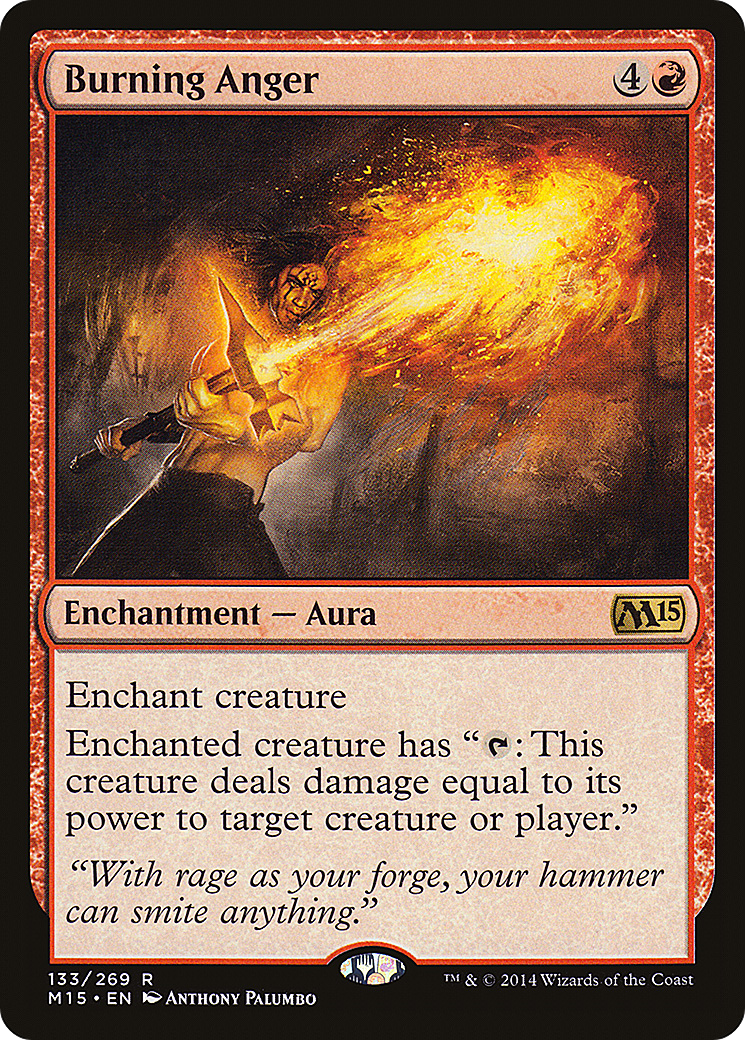 Burning Anger 4
Enchantment — Aura M15
Enchant creature
Enchanted creature has “ : This
creature deals damage equal to its
power to target creature or player.”
“With rage as your forge, your hammer
can smite anything.”
133/269 R ™ & © 2014 Wizards of the Coast
M15 • EN Anthony Palumbo